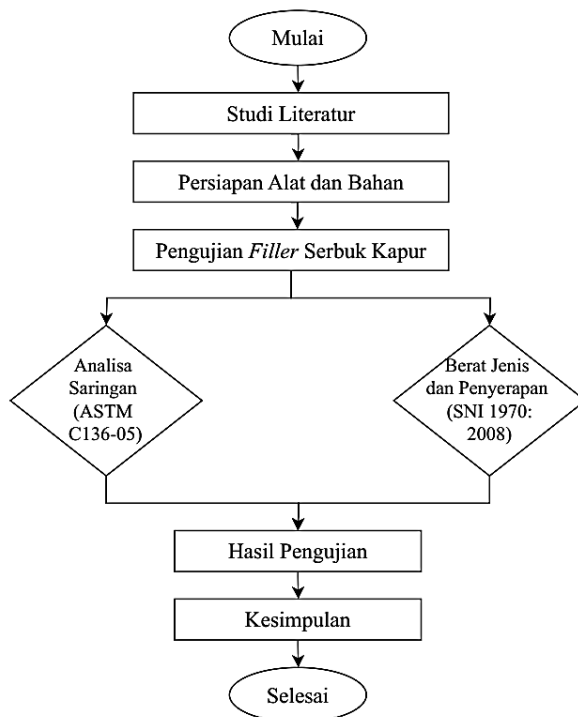 Mulai
Studi Literatur
Persiapan Alat dan Bahan
Pengujian Filler Serbuk Kapur
Analisa
Saringan
(ASTM
C136-05)
Berat Jenis
dan Penyerapan
(SNI 1970:
2008)
Hasil Pengujian
Kesimpulan
Selesai